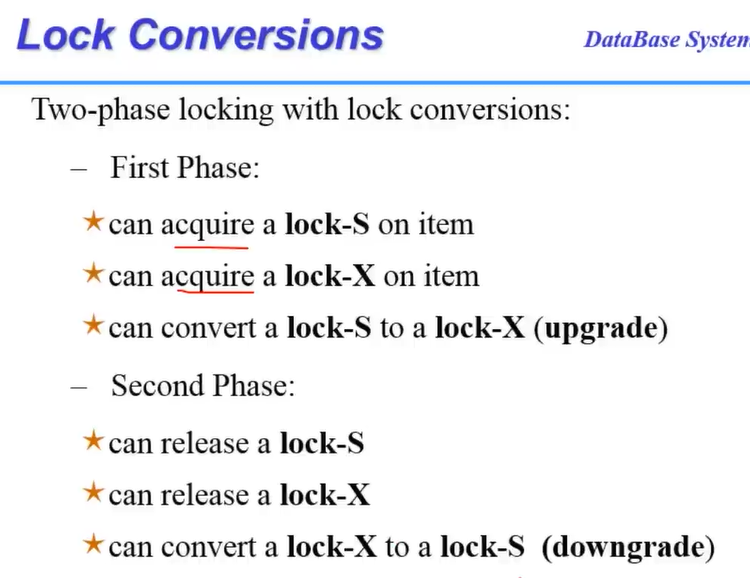 Lock Conversions
DataBase System
Two-phase locking with lock conversions:
– First Phase:
★can acquire a lock-S on item
★can acquire a lock-X on item
★can convert a lock-S to a lock-X (upgrade)
– Second Phase:
★can release a lock-S
★can release a lock-X
★can convert a lock-X to a lock-S (downgrade)